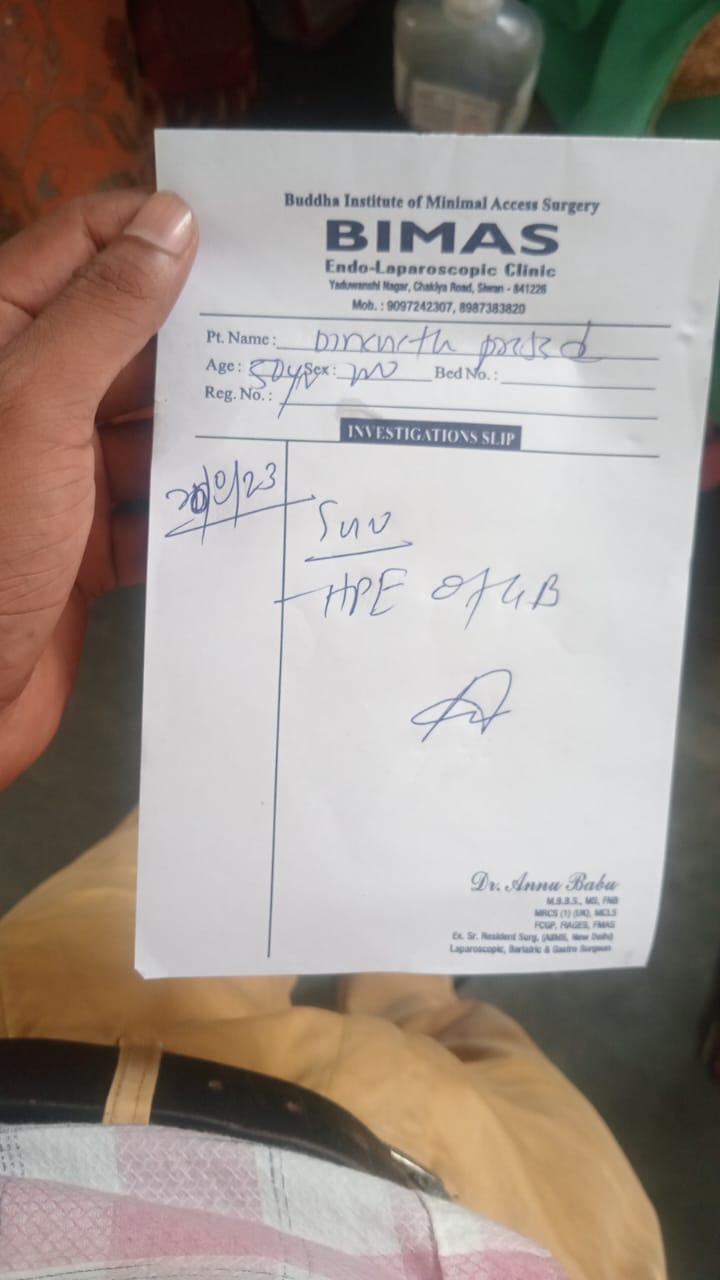 Buddha Institute of Minimal Access Surgery
BIMAS
Endo-Laparoscopic Clinic
Yaduwanshi Nagar, Chakiya Road, Siwan - 841226
Mob. : 9097242307, 8987383820
Pt. Name :
Age : 50 yr Sex : Bed No. :
Reg. No. :
INVESTIGATIONS SLIP
HPE of GB
Dr. Annu Babu
M.B.B.S., MS, FNB
MRCS (1) (UK), MCLS
FCGP, FIAGES, FMAS
Ex. Sr. Resident Surg. (AIIMS, New Delhi)
Laparoscopic, Bariatric & Gastro Surgeon